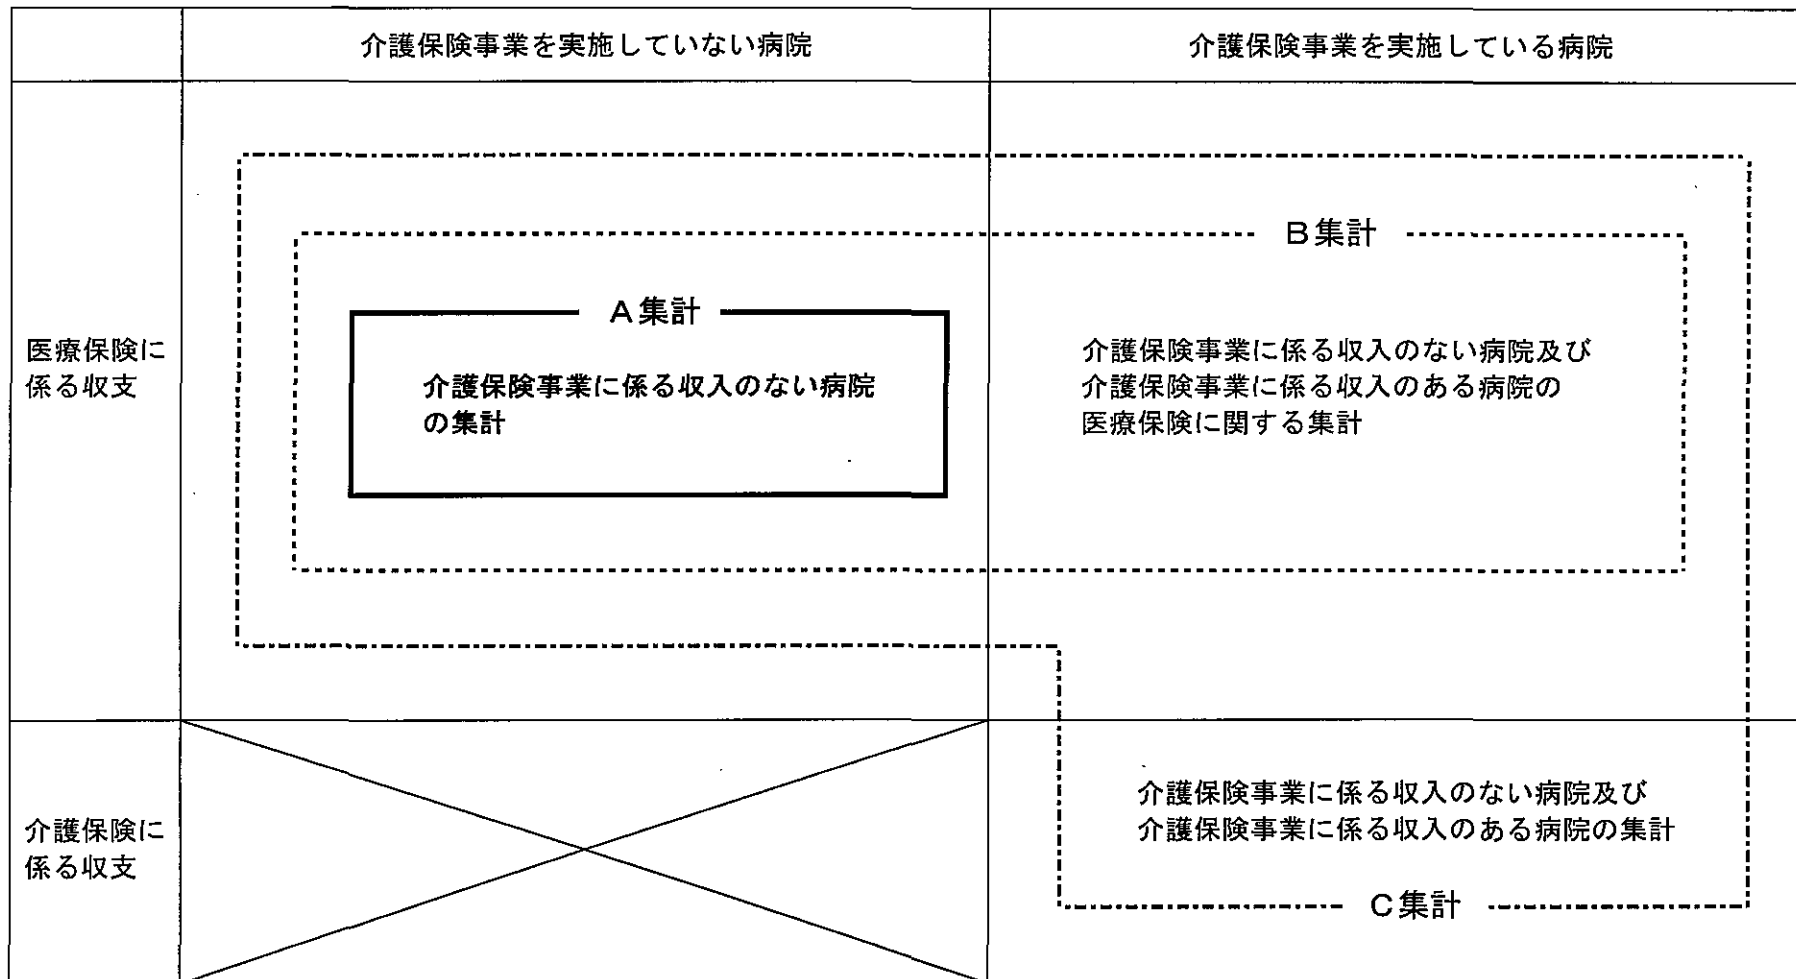 介護保険事業を実施していない病院
介護保険事業を実施している病院
医療保険に
係る収支
A集計
介護保険事業に係る収入のない病院
の集計
B集計
介護保険事業に係る収入のない病院及び
介護保険事業に係る収入のある病院の
医療保険に関する集計
介護保険に
係る収支
介護保険事業に係る収入のない病院及び
介護保険事業に係る収入のある病院の集計
C集計